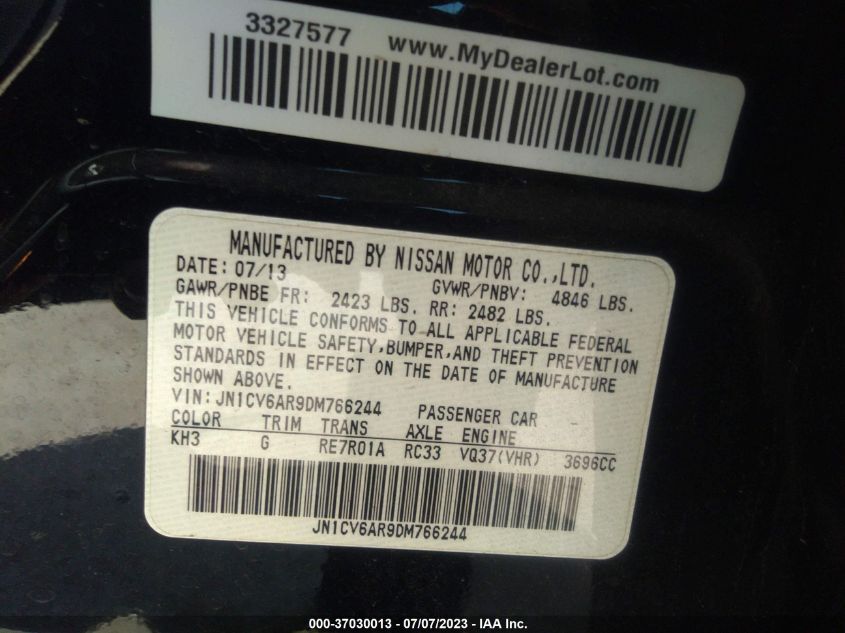 3327577 www.MyDealerLot.com
MANUFACTURED BY NISSAN MOTOR CO.,LTD.
DATE: 07/13 GVWR/PNBV: 4846 LBS.
GAWR/PNBE FR: 2423 LBS. RR: 2482 LBS.
THIS VEHICLE CONFORMS TO ALL APPLICABLE FEDERAL
MOTOR VEHICLE SAFETY,BUMPER,AND THEFT PREVENTION
STANDARDS IN EFFECT ON THE DATE OF MANUFACTURE
SHOWN ABOVE.
VIN:JN1CV6AR9DM766244 PASSENGER CAR
COLOR TRIM TRANS AXLE ENGINE
KH3 G RE7R01A RC33 VQ37(VHR) 3696CC
JN1CV6AR9DM766244
000-37030013 - 07/07/2023 - IAA Inc.